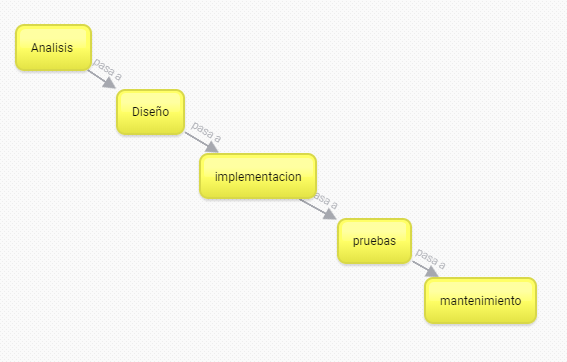 Analisis
pasa a
Diseño
pasa a
implementacion
pasa a
pruebas
pasa a
mantenimiento